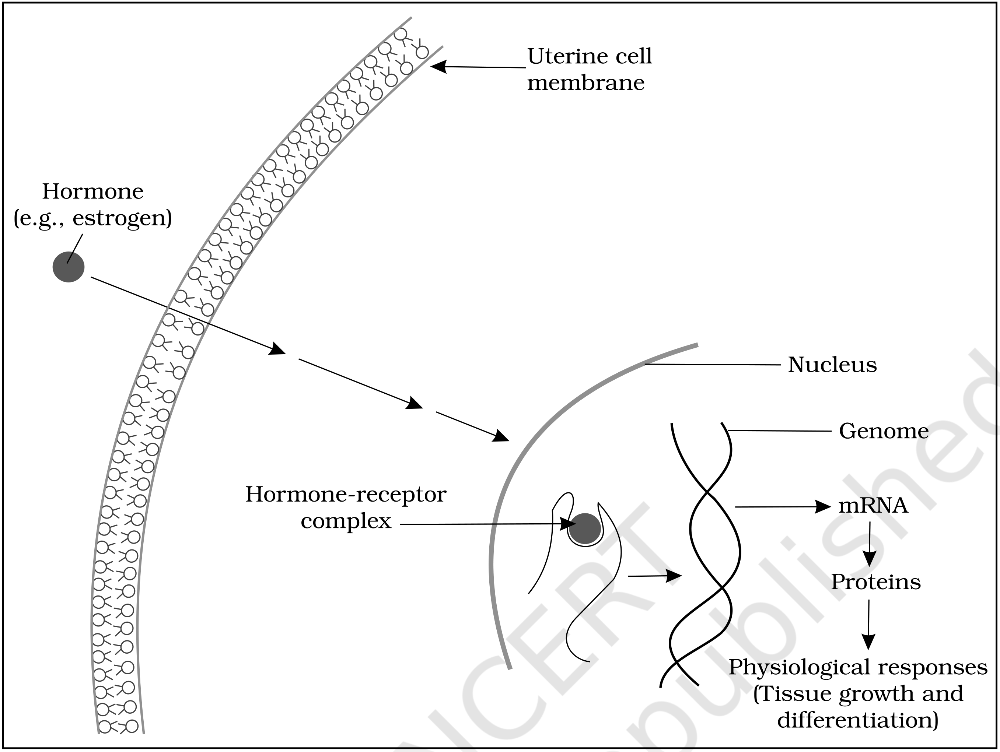 Uterine cell
membrane
Hormone
(e.g., estrogen)
Nucleus
Genome
Hormone-receptor
complex
mRNA
Proteins
Physiological responses
(Tissue growth and
differentiation)
NCERT
published